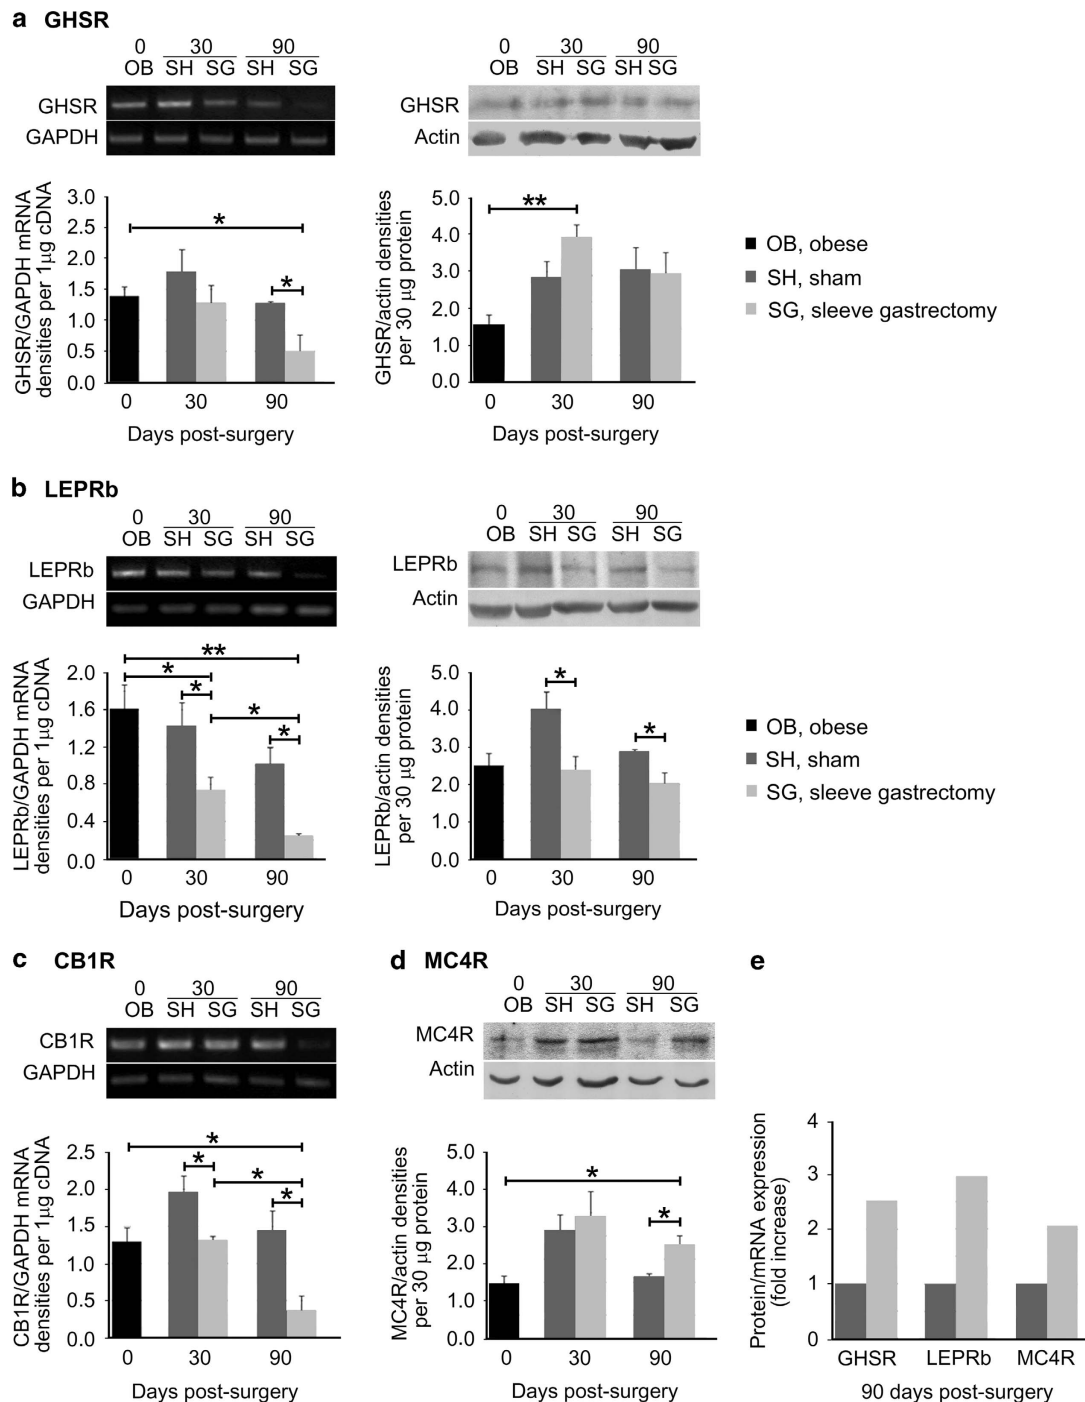 a GHSR
0 30 90
OB SH SG SH SG
GHSR
GAPDH
GHSR/GAPDH mRNA
densities per 1μg cDNA
3.0
2.5
2.0
1.5
1.0
0.5
0.0
*
*
0 30 90
Days post-surgery
0 30 90
OB SH SG SH SG
GHSR
Actin
GHSR/actin densities
per 30 μg protein
5.0
4.0
3.0
2.0
1.0
0.0
**
0 30 90
Days post-surgery
OB, obese
SH, sham
SG, sleeve gastrectomy
b LEPRb
0 30 90
OB SH SG SH SG
LEPRb
GAPDH
LEPRb/GAPDH mRNA
densities per 1μg cDNA
2.0
1.6
1.2
0.8
0.4
0.0
**
*
*
*
*
0 30 90
Days post-surgery
0 30 90
OB SH SG SH SG
LEPRb
Actin
LEPRb/actin densities
per 30 μg protein
5.0
4.0
3.0
2.0
1.0
0.0
*
*
0 30 90
Days post-surgery
OB, obese
SH, sham
SG, sleeve gastrectomy
c CB1R
0 30 90
OB SH SG SH SG
CB1R
GAPDH
CB1R/GAPDH mRNA
densities per 1μg cDNA
2.5
2.0
1.5
1.0
0.5
0.0
*
*
*
*
0 30 90
Days post-surgery
d MC4R
0 30 90
OB SH SG SH SG
MC4R
Actin
MC4R/actin densities
per 30 μg protein
5.0
4.0
3.0
2.0
1.0
0.0
*
*
0 30 90
Days post-surgery
e
Protein/mRNA expression
(fold increase)
4
3
2
1
0
GHSR LEPRb MC4R
90 days post-surgery